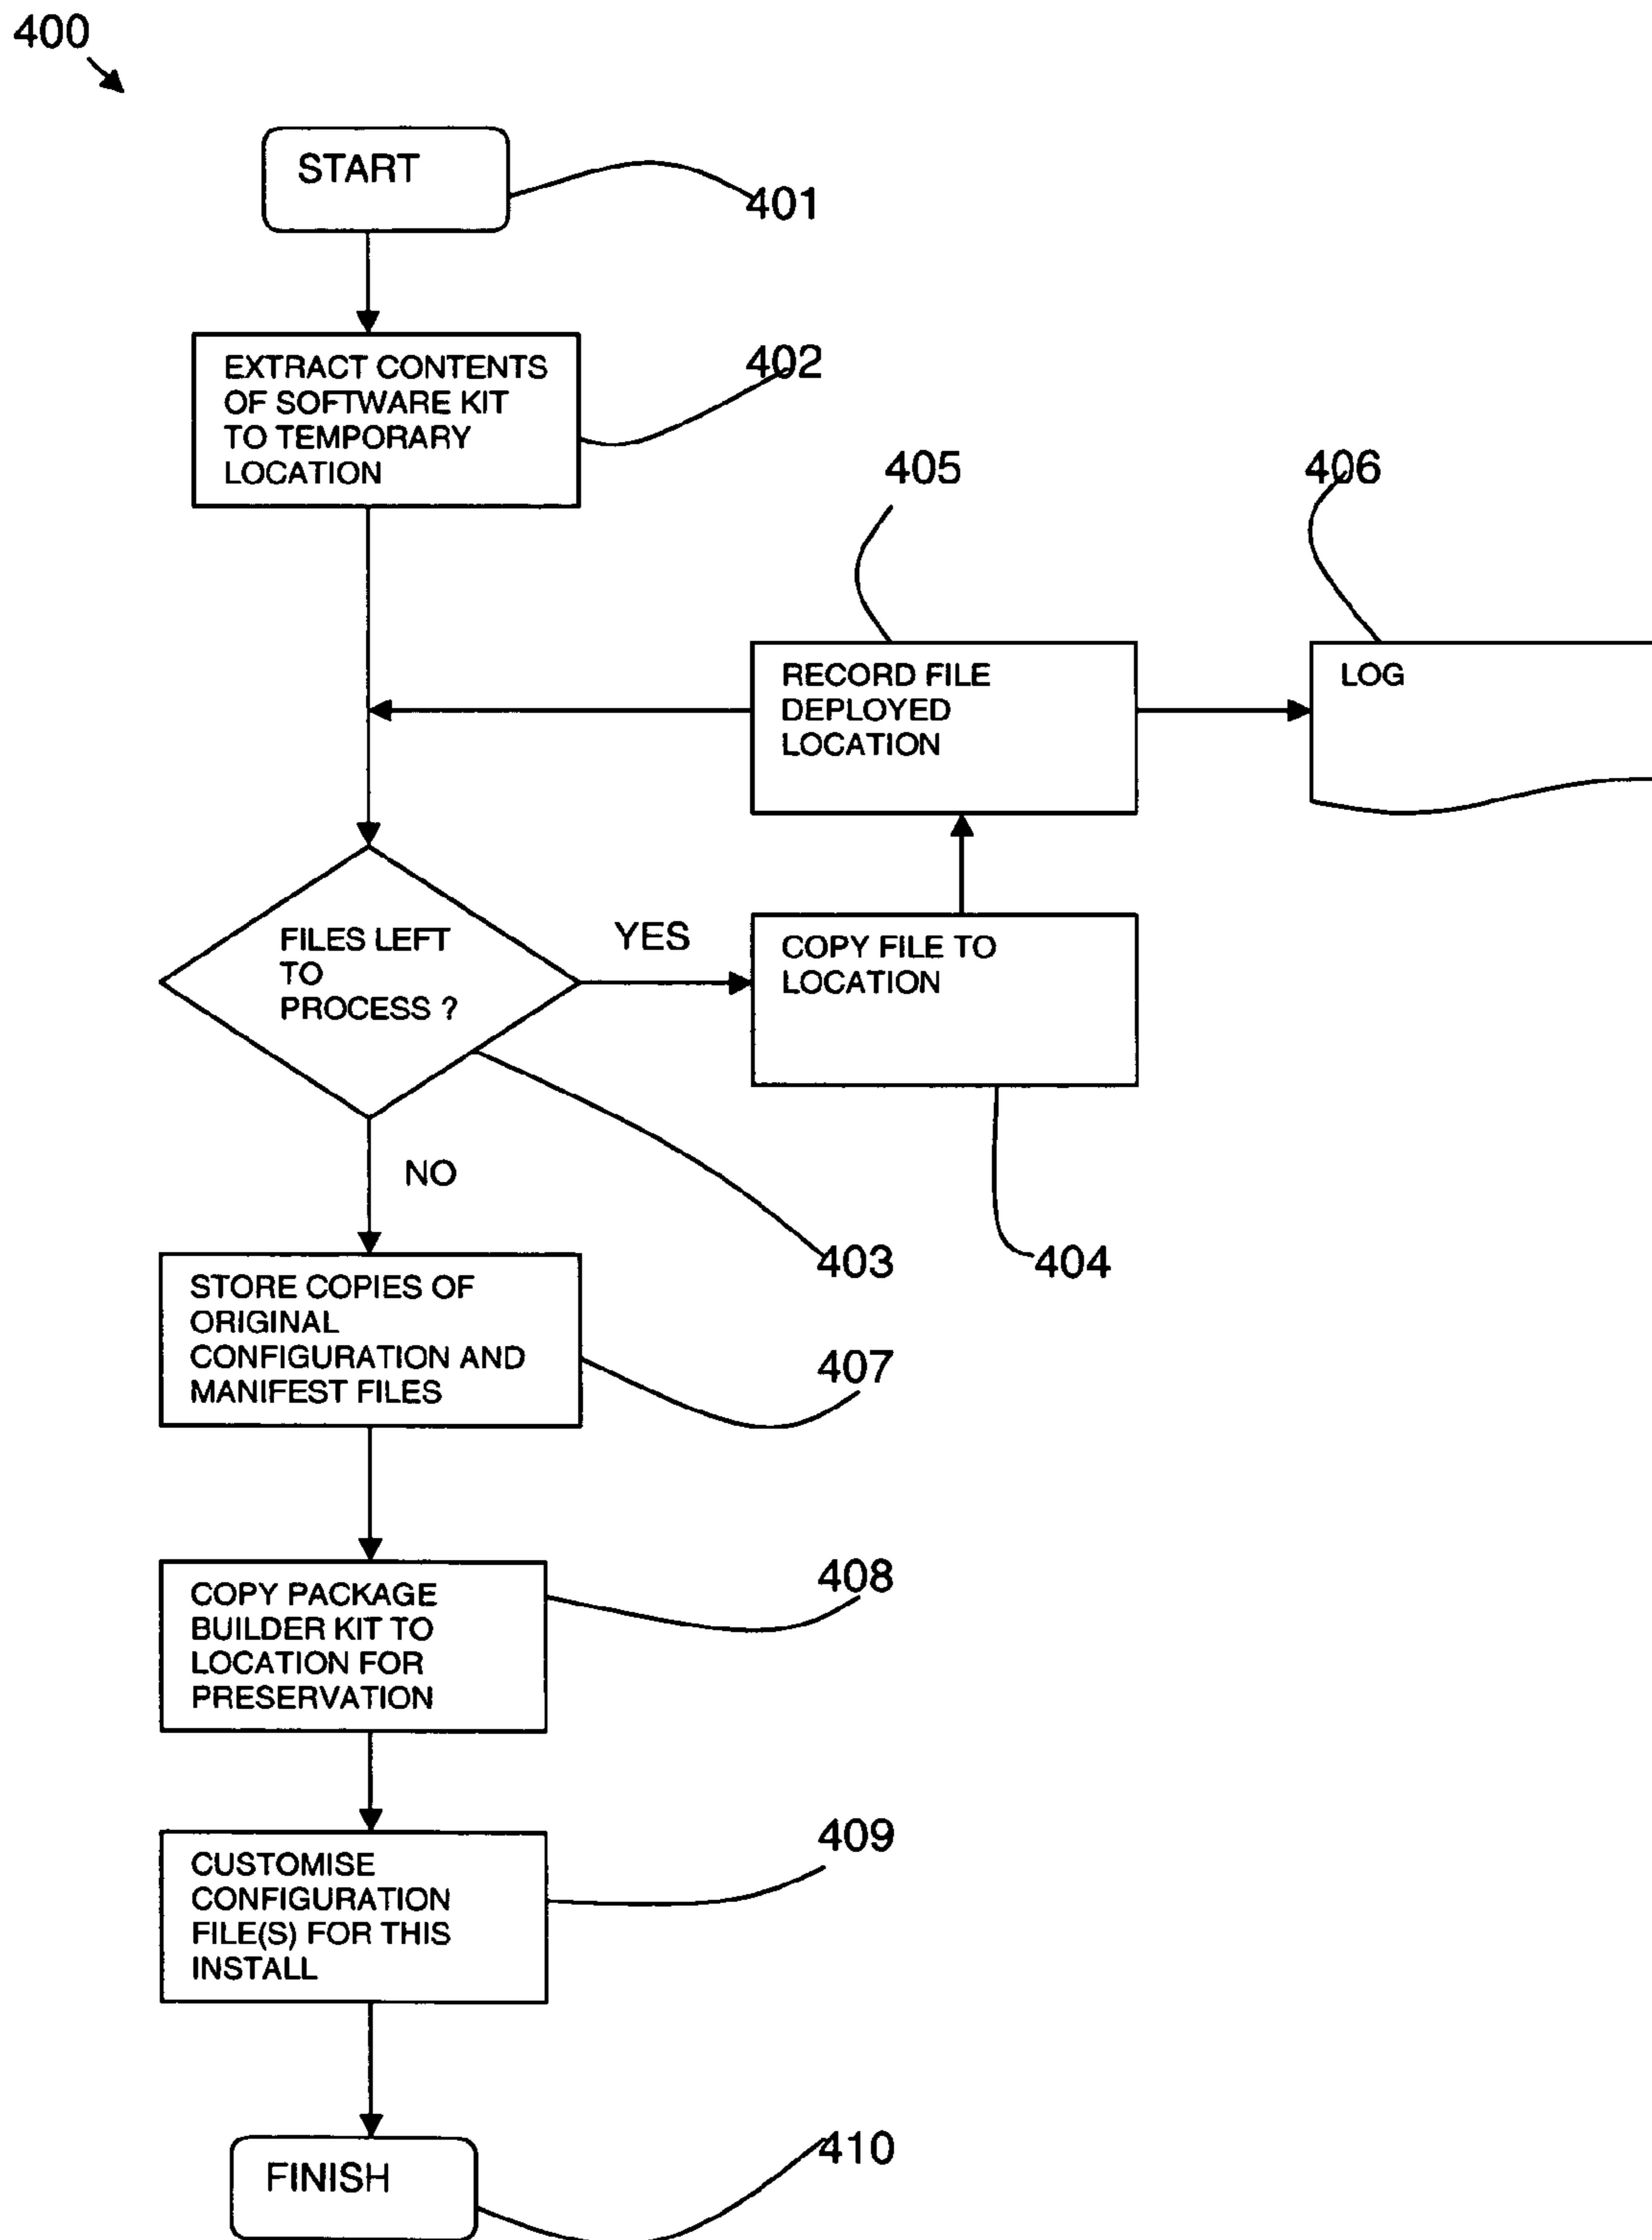 400
START
401
EXTRACT CONTENTS
OF SOFTWARE KIT
TO TEMPORARY
LOCATION
402
405
406
RECORD FILE
DEPLOYED
LOCATION
LOG
FILES LEFT
TO
PROCESS ?
YES
COPY FILE TO
LOCATION
NO
403
404
STORE COPIES OF
ORIGINAL
CONFIGURATION AND
MANIFEST FILES
407
COPY PACKAGE
BUILDER KIT TO
LOCATION FOR
PRESERVATION
408
CUSTOMISE
CONFIGURATION
FILE(S) FOR THIS
INSTALL
409
FINISH
410